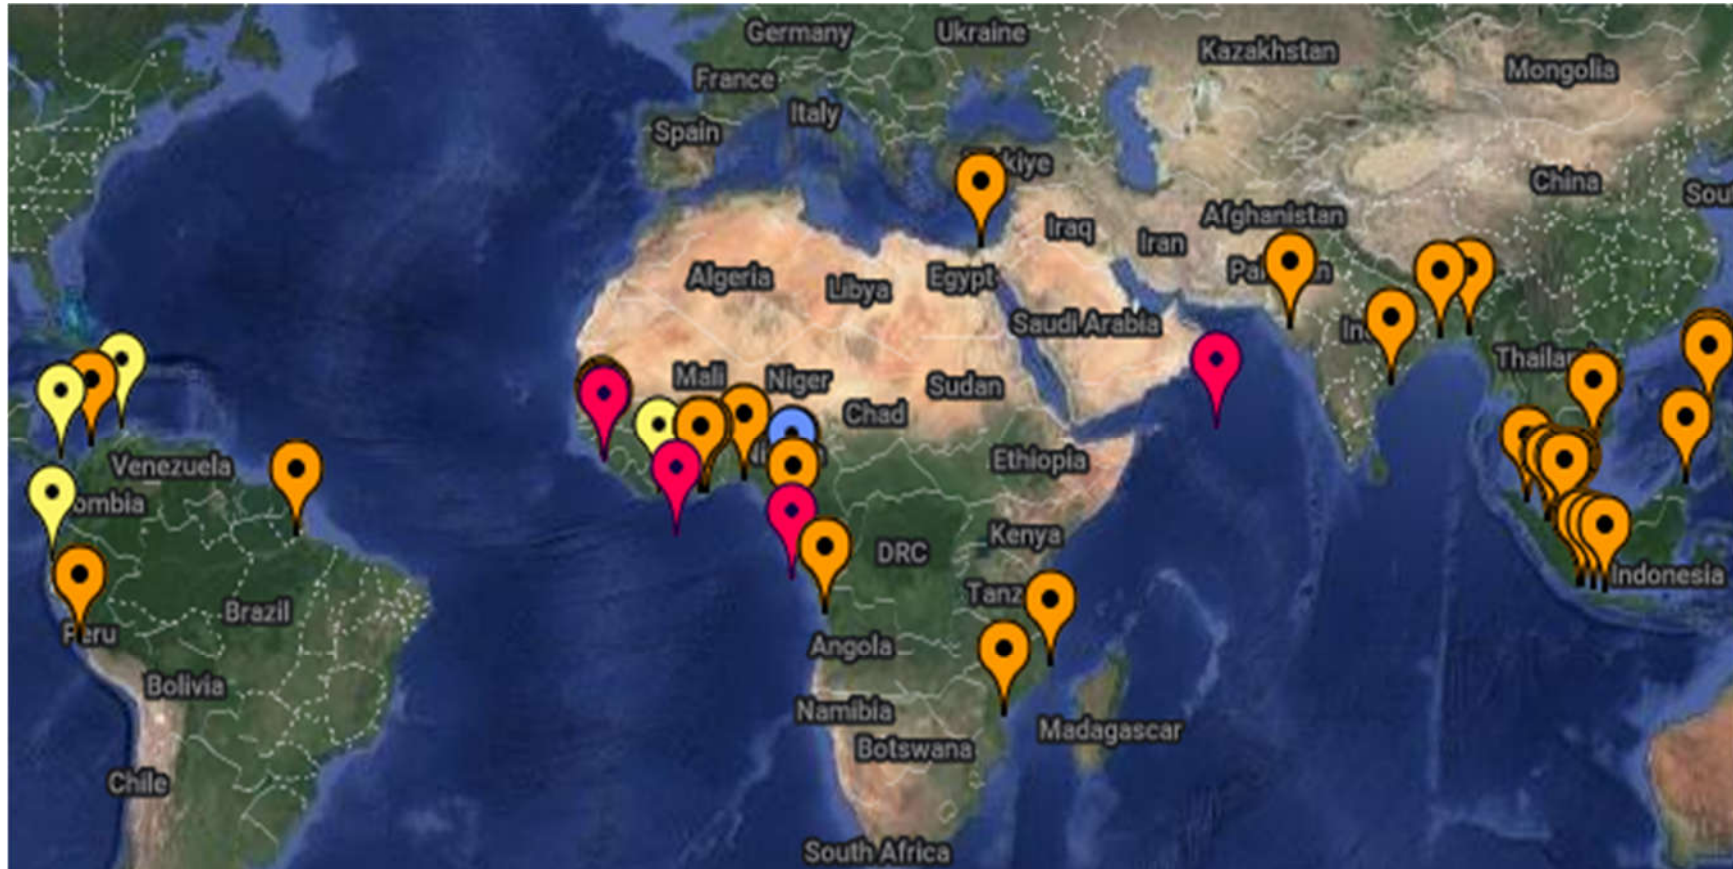 Germany
Ukraine
Kazakhstan
Mongolia
France
Italy
Spain
China
Afghanistan
Iraq
Iran
Algeria
Libya
Egypt
Saudi Arabia
Mali
Niger
Sudan
Chad
Venezuela
Ethiopia
Kenya
DRC
Indonesia
Brazil
Angola
Bolivia
Namibia
Madagascar
Botswana
Chile
South Africa